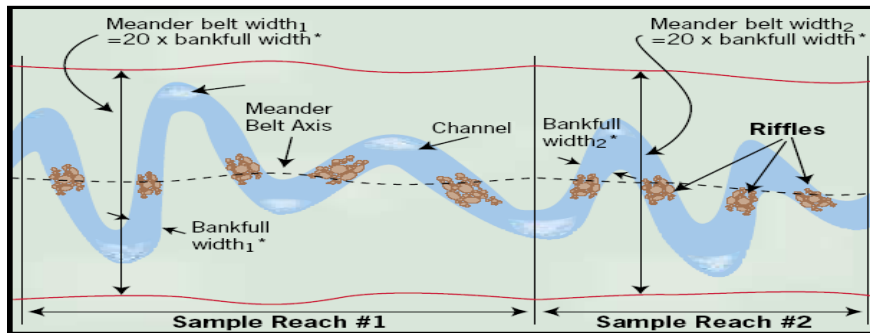 Meander belt width₁
=20 x bankfull width*
Meander belt width₂
=20 x bankfull width*
Meander
Belt Axis
Channel
Bankfull
width₂*
Riffles
Bankfull
width₁*
Sample Reach #1
Sample Reach #2